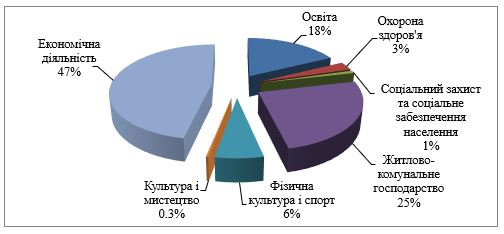 Освіта
18%
Охорона
здоров'я
3%
Соціальний захист
та соціальне
забезпечення
населення
1%
Житлово-
комунальне
господарство
25%
Фізична
культура і спорт
6%
Культура і
мистецтво
0.3%
Економічна
діяльність
47%